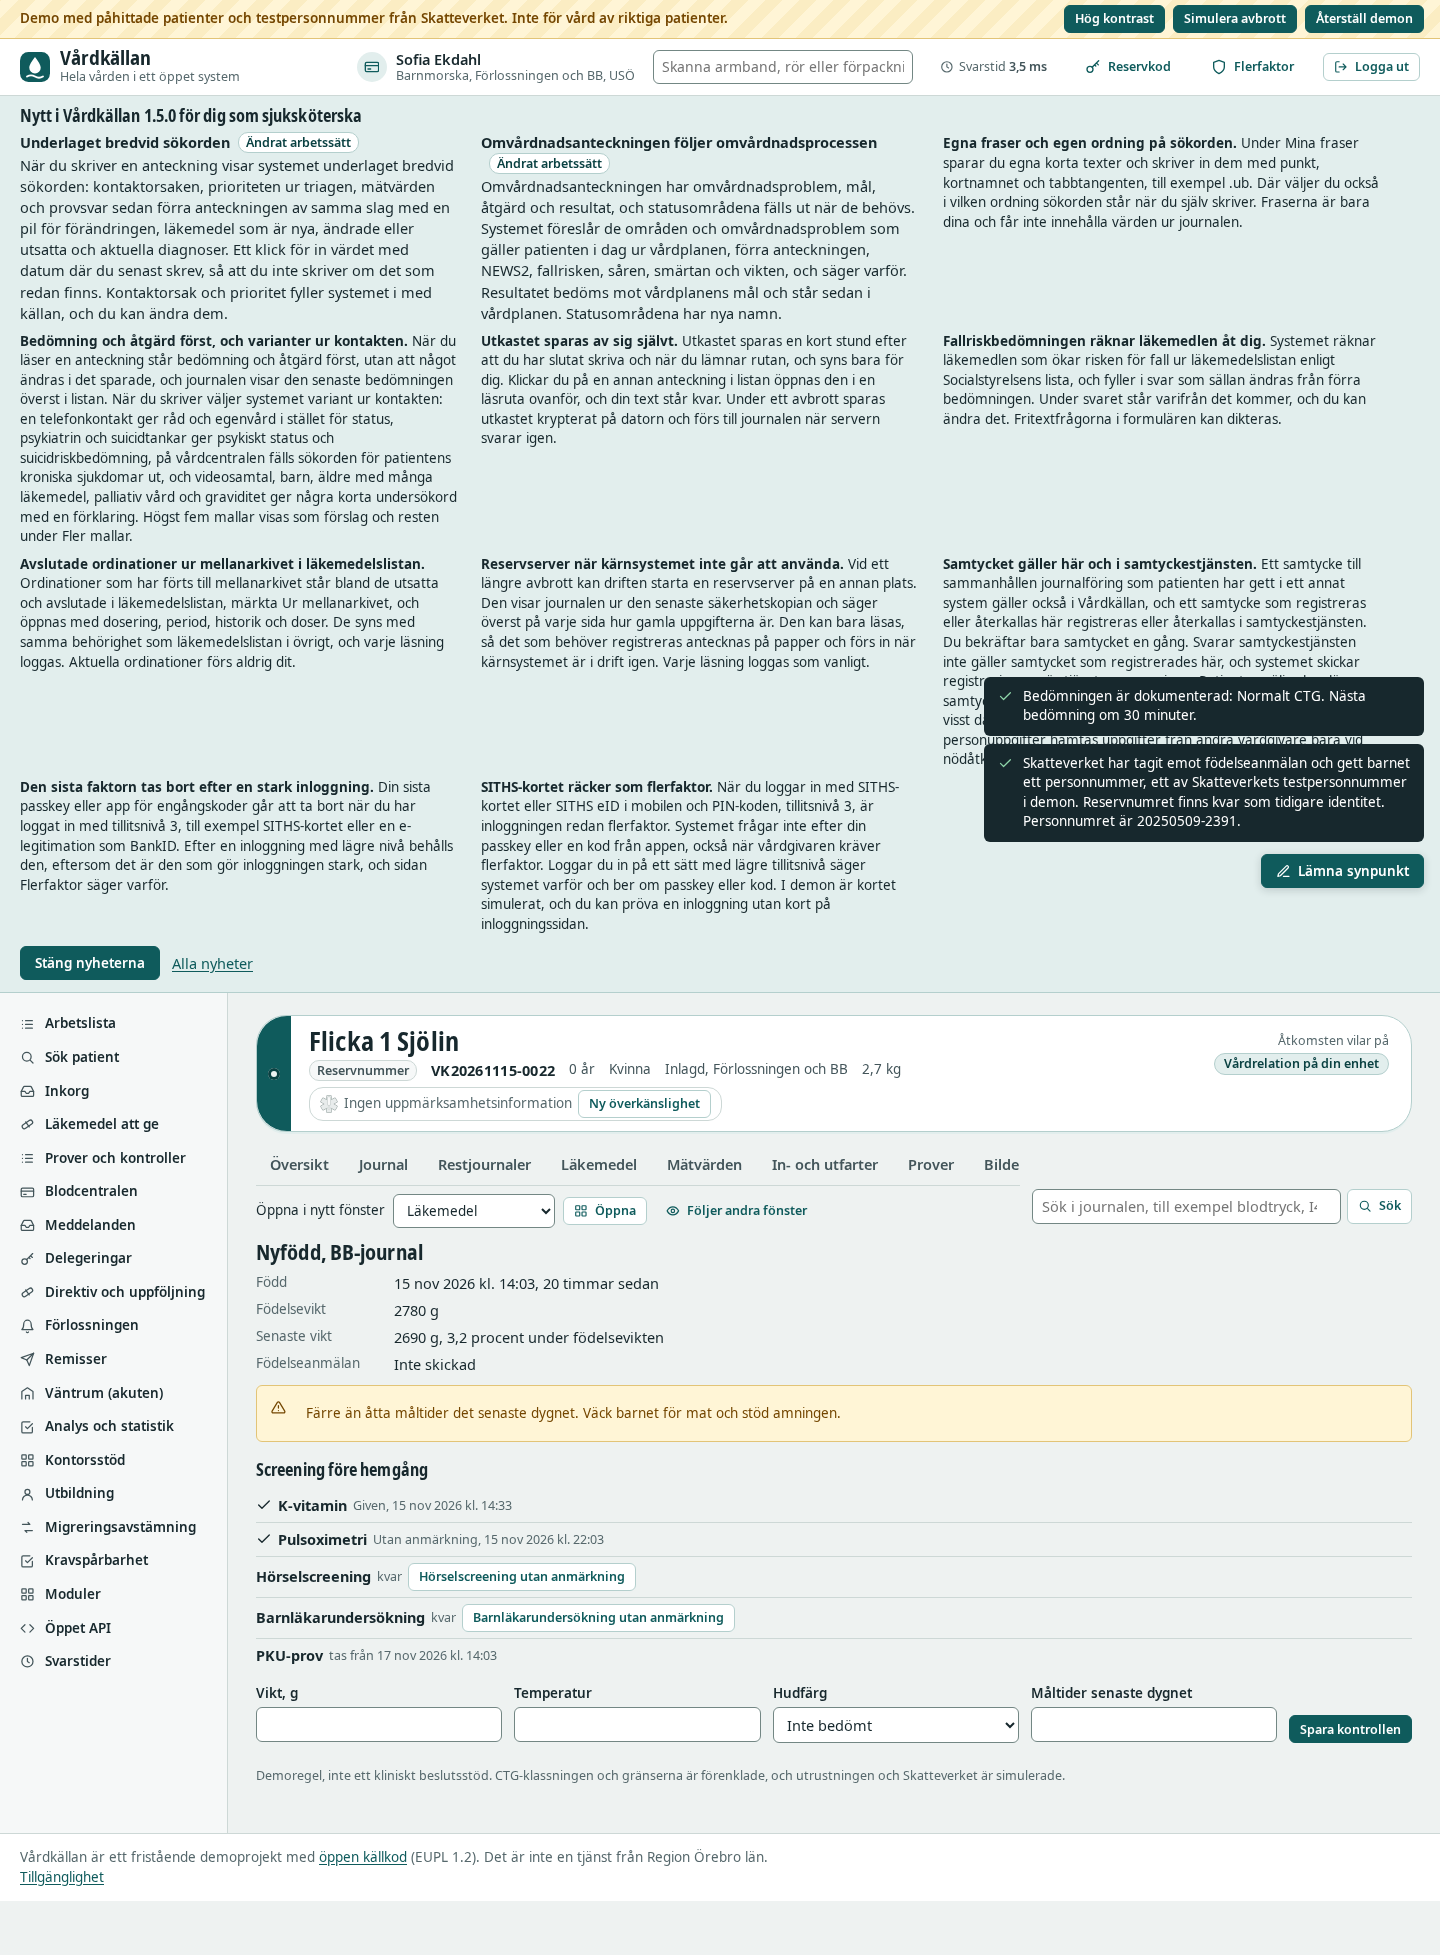 Demo med påhittade patienter och testpersonnummer från Skatteverket. Inte för vård av riktiga patienter.
Hög kontrast
Simulera avbrott
Återställ demon
Vårdkällan
Hela vården i ett öppet system
Sofia Ekdahl
Barnmorska, Förlossningen och BB, USÖ
Skanna armband, rör eller förpackni
Svarstid 3,5 ms
Reservkod
Flerfaktor
Logga ut
Nytt i Vårdkällan 1.5.0 för dig som sjuksköterska
Underlaget bredvid sökorden Ändrat arbetssätt
När du skriver en anteckning visar systemet underlaget bredvid
sökorden: kontaktorsaken, prioriteten ur triagen, mätvärden
och provsvar sedan förra anteckningen av samma slag med en
pil för förändringen, läkemedel som är nya, ändrade eller
utsatta och aktuella diagnoser. Ett klick för in värdet med
datum där du senast skrev, så att du inte skriver om det som
redan finns. Kontaktorsak och prioritet fyller systemet i med
källan, och du kan ändra dem.
Omvårdnadsanteckningen följer omvårdnadsprocessen
Ändrat arbetssätt
Omvårdnadsanteckningen har omvårdnadsproblem, mål,
åtgärd och resultat, och statusområdena fälls ut när de behövs.
Systemet föreslår de områden och omvårdnadsproblem som
gäller patienten i dag ur vårdplanen, förra anteckningen,
NEWS2, fallrisken, såren, smärtan och vikten, och säger varför.
Resultatet bedöms mot vårdplanens mål och står sedan i
vårdplanen. Statusområdena har nya namn.
Egna fraser och egen ordning på sökorden. Under Mina fraser
sparar du egna korta texter och skriver in dem med punkt,
kortnamnet och tabbtangenten, till exempel .ub. Där väljer du också
i vilken ordning sökorden står när du själv skriver. Fraserna är bara
dina och får inte innehålla värden ur journalen.
Bedömning och åtgärd först, och varianter ur kontakten. När du
läser en anteckning står bedömning och åtgärd först, utan att något
ändras i det sparade, och journalen visar den senaste bedömningen
överst i listan. När du skriver väljer systemet variant ur kontakten:
en telefonkontakt ger råd och egenvård i stället för status,
psykiatrin och suicidtankar ger psykiskt status och
suicidriskbedömning, på vårdcentralen fälls sökorden för patientens
kroniska sjukdomar ut, och videosamtal, barn, äldre med många
läkemedel, palliativ vård och graviditet ger några korta undersökord
med en förklaring. Högst fem mallar visas som förslag och resten
under Fler mallar.
Utkastet sparas av sig självt. Utkastet sparas en kort stund efter
att du har slutat skriva och när du lämnar rutan, och syns bara för
dig. Klickar du på en annan anteckning i listan öppnas den i en
läsruta ovanför, och din text står kvar. Under ett avbrott sparas
utkastet krypterat på datorn och förs till journalen när servern
svarar igen.
Fallriskbedömningen räknar läkemedlen åt dig. Systemet räknar
läkemedlen som ökar risken för fall ur läkemedelslistan enligt
Socialstyrelsens lista, och fyller i svar som sällan ändras från förra
bedömningen. Under svaret står varifrån det kommer, och du kan
ändra det. Fritextfrågorna i formulären kan dikteras.
Avslutade ordinationer ur mellanarkivet i läkemedelslistan.
Ordinationer som har förts till mellanarkivet står bland de utsatta
och avslutade i läkemedelslistan, märkta Ur mellanarkivet, och
öppnas med dosering, period, historik och doser. De syns med
samma behörighet som läkemedelslistan i övrigt, och varje läsning
loggas. Aktuella ordinationer förs aldrig dit.
Reservserver när kärnsystemet inte går att använda. Vid ett
längre avbrott kan driften starta en reservserver på en annan plats.
Den visar journalen ur den senaste säkerhetskopian och säger
överst på varje sida hur gamla uppgifterna är. Den kan bara läsas,
så det som behöver registreras antecknas på papper och förs in när
kärnsystemet är i drift igen. Varje läsning loggas som vanligt.
Samtycket gäller här och i samtyckestjänsten. Ett samtycke till
sammanhållen journalföring som patienten har gett i ett annat
system gäller också i Vårdkällan, och ett samtycke som registreras
eller återkallas här registreras eller återkallas i samtyckestjänsten.
Du bekräftar bara samtycket en gång. Svarar samtyckestjänsten
inte gäller samtycket som registrerades här, och systemet skickar
Bedömningen är dokumenterad: Normalt CTG. Nästa
bedömning om 30 minuter.
personuppgifter hämtas uppgifter från andra vårdgivare bara vid
Skatteverket har tagit emot födelseanmälan och gett barnet
ett personnummer, ett av Skatteverkets testpersonnummer
i demon. Reservnumret finns kvar som tidigare identitet.
Personnumret är 20250509-2391.
Lämna synpunkt
Den sista faktorn tas bort efter en stark inloggning. Din sista
passkey eller app för engångskoder går att ta bort när du har
loggat in med tillitsnivå 3, till exempel SITHS-kortet eller en e-
legitimation som BankID. Efter en inloggning med lägre nivå behålls
den, eftersom det är den som gör inloggningen stark, och sidan
Flerfaktor säger varför.
SITHS-kortet räcker som flerfaktor. När du loggar in med SITHS-
kortet eller SITHS eID i mobilen och PIN-koden, tillitsnivå 3, är
inloggningen redan flerfaktor. Systemet frågar inte efter din
passkey eller en kod från appen, också när vårdgivaren kräver
flerfaktor. Loggar du in på ett sätt med lägre tillitsnivå säger
systemet varför och ber om passkey eller kod. I demon är kortet
simulerat, och du kan pröva en inloggning utan kort på
inloggningssidan.
Stäng nyheterna
Alla nyheter
Arbetslista
Sök patient
Inkorg
Läkemedel att ge
Prover och kontroller
Blodcentralen
Meddelanden
Delegeringar
Direktiv och uppföljning
Förlossningen
Remisser
Väntrum (akuten)
Analys och statistik
Kontorsstöd
Utbildning
Migreringsavstämning
Kravspårbarhet
Moduler
Öppet API
Svarstider
Flicka 1 Sjölin
Reservnummer VK20261115-0022 0 år Kvinna Inlagd, Förlossningen och BB 2,7 kg
Ingen uppmärksamhetsinformation Ny överkänslighet
Åtkomsten vilar på
Vårdrelation på din enhet
Översikt Journal Restjournaler Läkemedel Mätvärden In- och utfarter Prover Bilde
Öppna i nytt fönster Läkemedel Öppna Följer andra fönster
Sök i journalen, till exempel blodtryck, I4 Sök
Nyfödd, BB-journal
Född 15 nov 2026 kl. 14:03, 20 timmar sedan
Födelsevikt 2780 g
Senaste vikt 2690 g, 3,2 procent under födelsevikten
Födelseanmälan Inte skickad
Färre än åtta måltider det senaste dygnet. Väck barnet för mat och stöd amningen.
Screening före hemgång
K-vitamin Given, 15 nov 2026 kl. 14:33
Pulsoximetri Utan anmärkning, 15 nov 2026 kl. 22:03
Hörselscreening kvar Hörselscreening utan anmärkning
Barnläkarundersökning kvar Barnläkarundersökning utan anmärkning
PKU-prov tas från 17 nov 2026 kl. 14:03
Vikt, g
Temperatur
Hudfärg
Inte bedömt
Måltider senaste dygnet
Spara kontrollen
Demoregel, inte ett kliniskt beslutsstöd. CTG-klassningen och gränserna är förenklade, och utrustningen och Skatteverket är simulerade.
Vårdkällan är ett fristående demoprojekt med öppen källkod (EUPL 1.2). Det är inte en tjänst från Region Örebro län.
Tillgänglighet